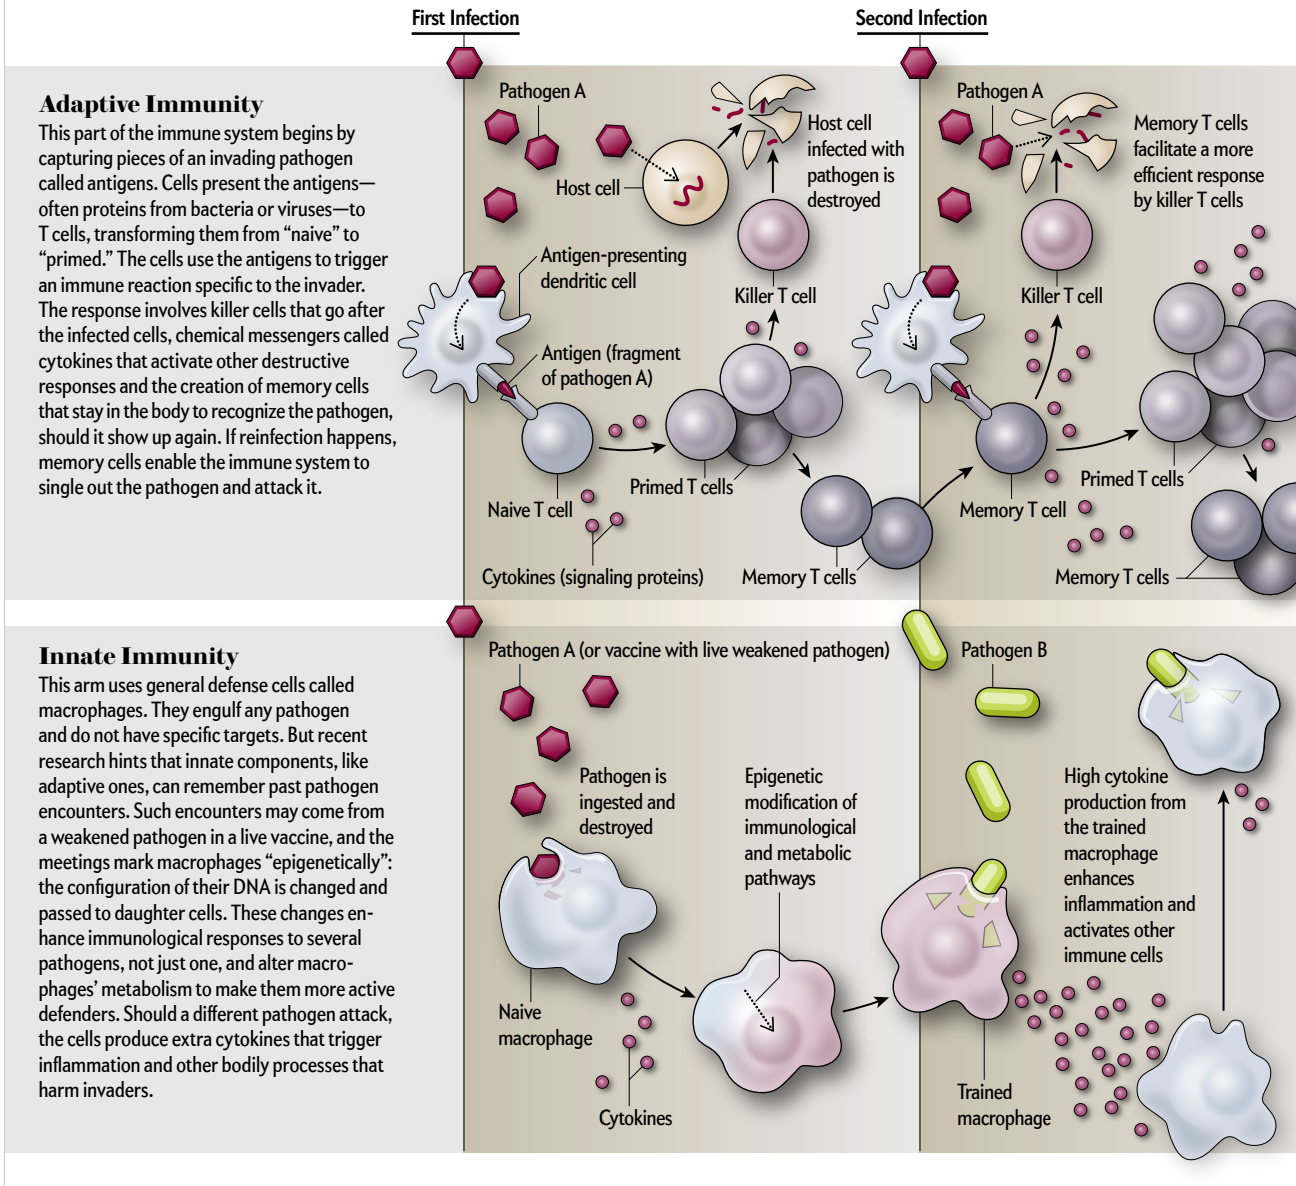 First Infection
Second Infection
Adaptive Immunity
This part of the immune system begins by
capturing pieces of an invading pathogen
called antigens. Cells present the antigens—
often proteins from bacteria or viruses—to
T cells, transforming them from “naive” to
“primed.” The cells use the antigens to trigger
an immune reaction specific to the invader.
The response involves killer cells that go after
the infected cells, chemical messengers called
cytokines that activate other destructive
responses and the creation of memory cells
that stay in the body to recognize the pathogen,
should it show up again. If reinfection happens,
memory cells enable the immune system to
single out the pathogen and attack it.
Pathogen A
Host cell
Host cell
infected with
pathogen is
destroyed
Antigen-presenting
dendritic cell
Killer T cell
Antigen (fragment
of pathogen A)
Naive T cell
Primed T cells
Cytokines (signaling proteins)
Memory T cells
Pathogen A
Memory T cells
facilitate a more
efficient response
by killer T cells
Killer T cell
Memory T cell
Primed T cells
Memory T cells
Innate Immunity
This arm uses general defense cells called
macrophages. They engulf any pathogen
and do not have specific targets. But recent
research hints that innate components, like
adaptive ones, can remember past pathogen
encounters. Such encounters may come from
a weakened pathogen in a live vaccine, and the
meetings mark macrophages “epigenetically”:
the configuration of their DNA is changed and
passed to daughter cells. These changes en-
hance immunological responses to several
pathogens, not just one, and alter macro-
phages’ metabolism to make them more active
defenders. Should a different pathogen attack,
the cells produce extra cytokines that trigger
inflammation and other bodily processes that
harm invaders.
Pathogen A (or vaccine with live weakened pathogen)
Pathogen is
ingested and
destroyed
Epigenetic
modification of
immunological
and metabolic
pathways
Naive
macrophage
Cytokines
Pathogen B
High cytokine
production from
the trained
macrophage
enhances
inflammation and
activates other
immune cells
Trained
macrophage